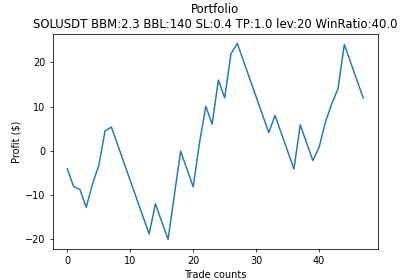 Portfolio
SOLUSDT BBM:2.3 BBL:140 SL:0.4 TP:1.0 lev:20 WinRatio:40.0
20
10
0
−10
−20
Profit ($)
0 10 20 30 40
Trade counts